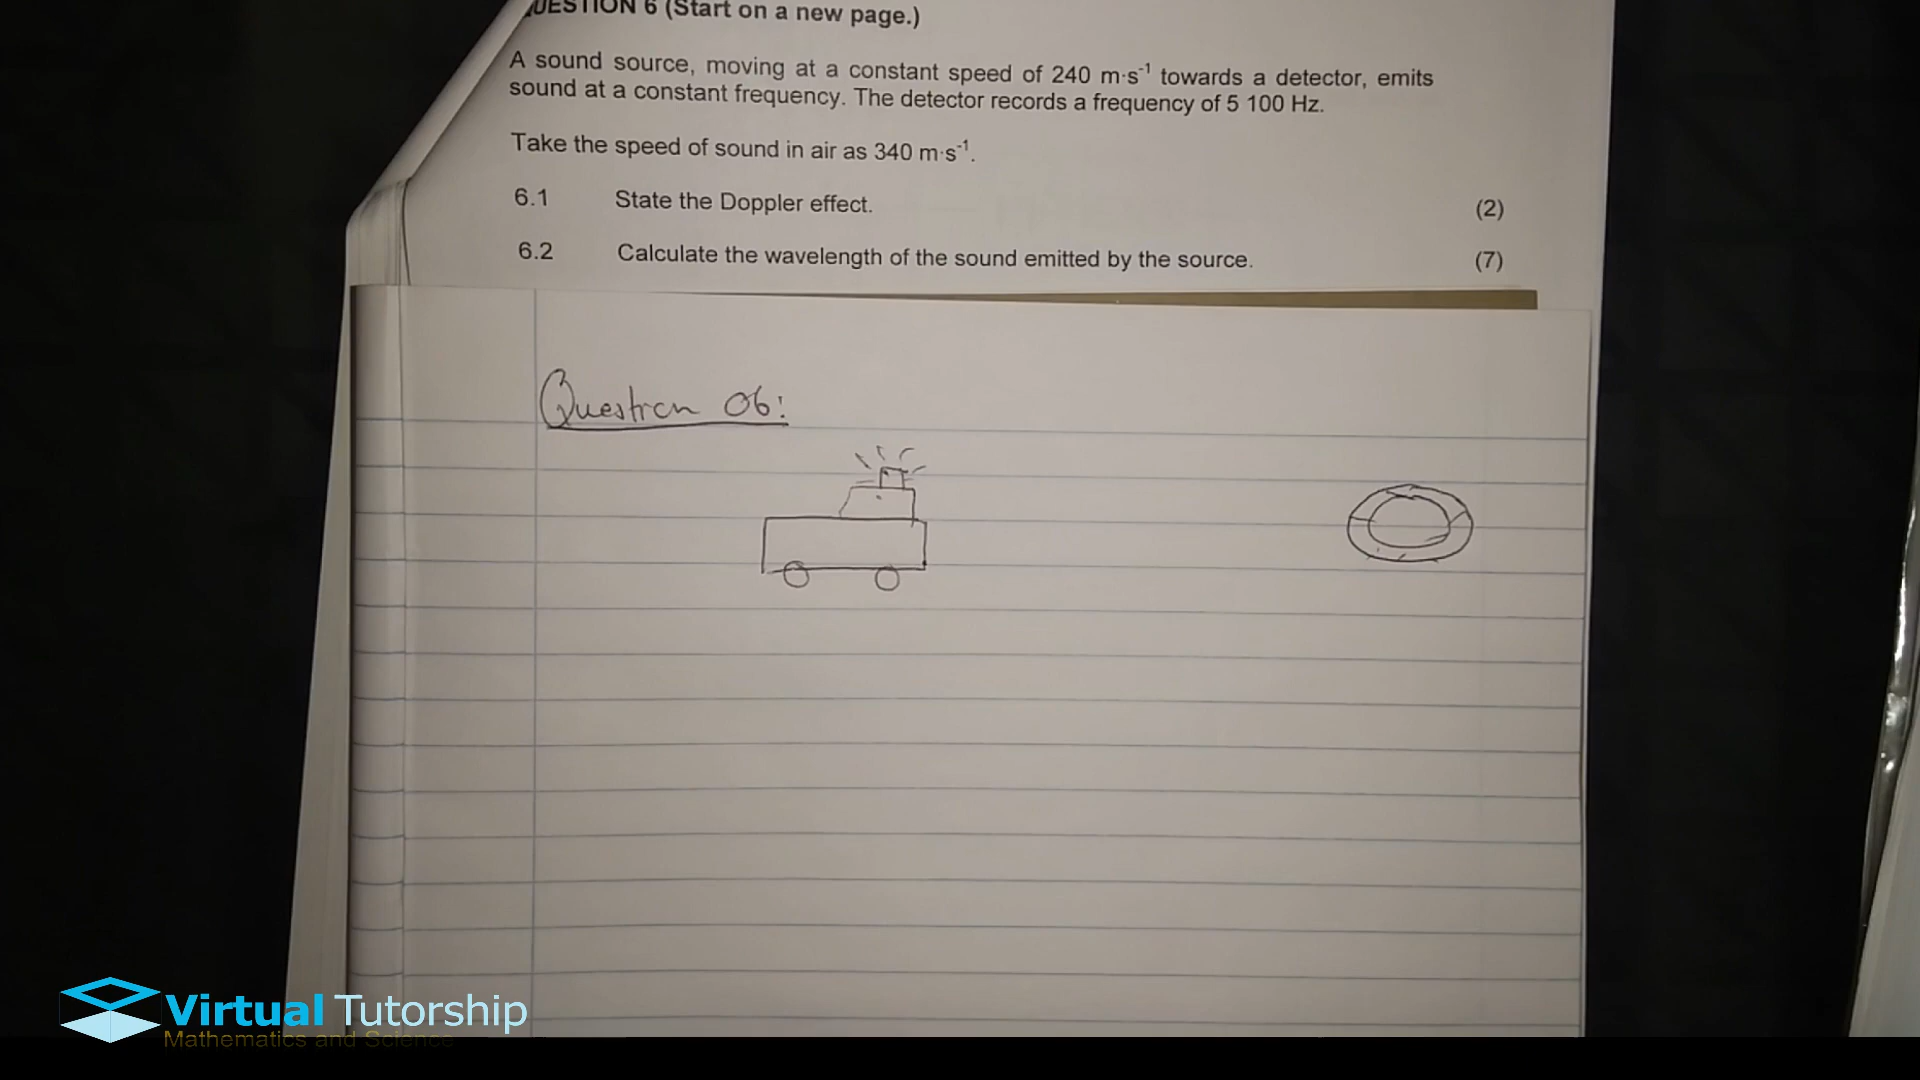 QUESTION 6 (Start on a new page.)
A sound source, moving at a constant speed of 240 m·s⁻¹ towards a detector, emits
sound at a constant frequency. The detector records a frequency of 5 100 Hz.
Take the speed of sound in air as 340 m·s⁻¹.
6.1 State the Doppler effect. (2)
6.2 Calculate the wavelength of the sound emitted by the source. (7)
Question 06:
Virtual Tutorship
Mathematics and Science